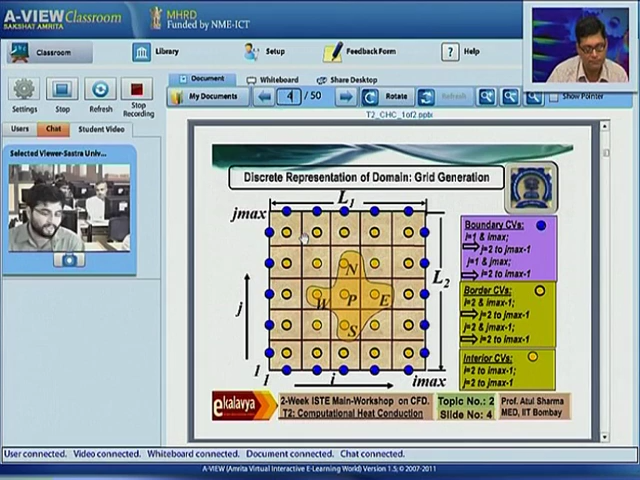 A-VIEW Classroom
SAKSHAT AMRITA
MHRD
Funded by NME-ICT
Classroom
Library
Setup
Feedback Form
? Help
Settings
Stop
Refresh
Stop Recording
Document
Whiteboard
Share Desktop
My Documents
4 / 50
Rotate
Refresh
Show Pointer
T2_CHC_1of2.pptx
Users
Chat
Student Video
Selected Viewer-Sastra Univ...
Discrete Representation of Domain: Grid Generation
L1
jmax
N
W P E
S
L2
j
1
1
i
imax
Boundary CVs:
i=1 & imax;
j=2 to jmax-1
j=1 & jmax;
i=2 to imax-1
Border CVs:
i=2 & imax-1;
j=2 to jmax-1
j=2 & jmax-1;
i=2 to imax-1
Interior CVs:
i=2 to imax-1
j=2 to jmax-1
ekalavya
2-Week ISTE Main-Workshop on CFD.
T2: Computational Heat Conduction
Topic No.: 2
Slide No.: 4
Prof. Atul Sharma
MED, IIT Bombay
User connected. Video connected. Whiteboard connected. Document connected. Chat connected.
A-VIEW (Amrita Virtual Interactive E-Learning World) Version 1.5; © 2007-2011